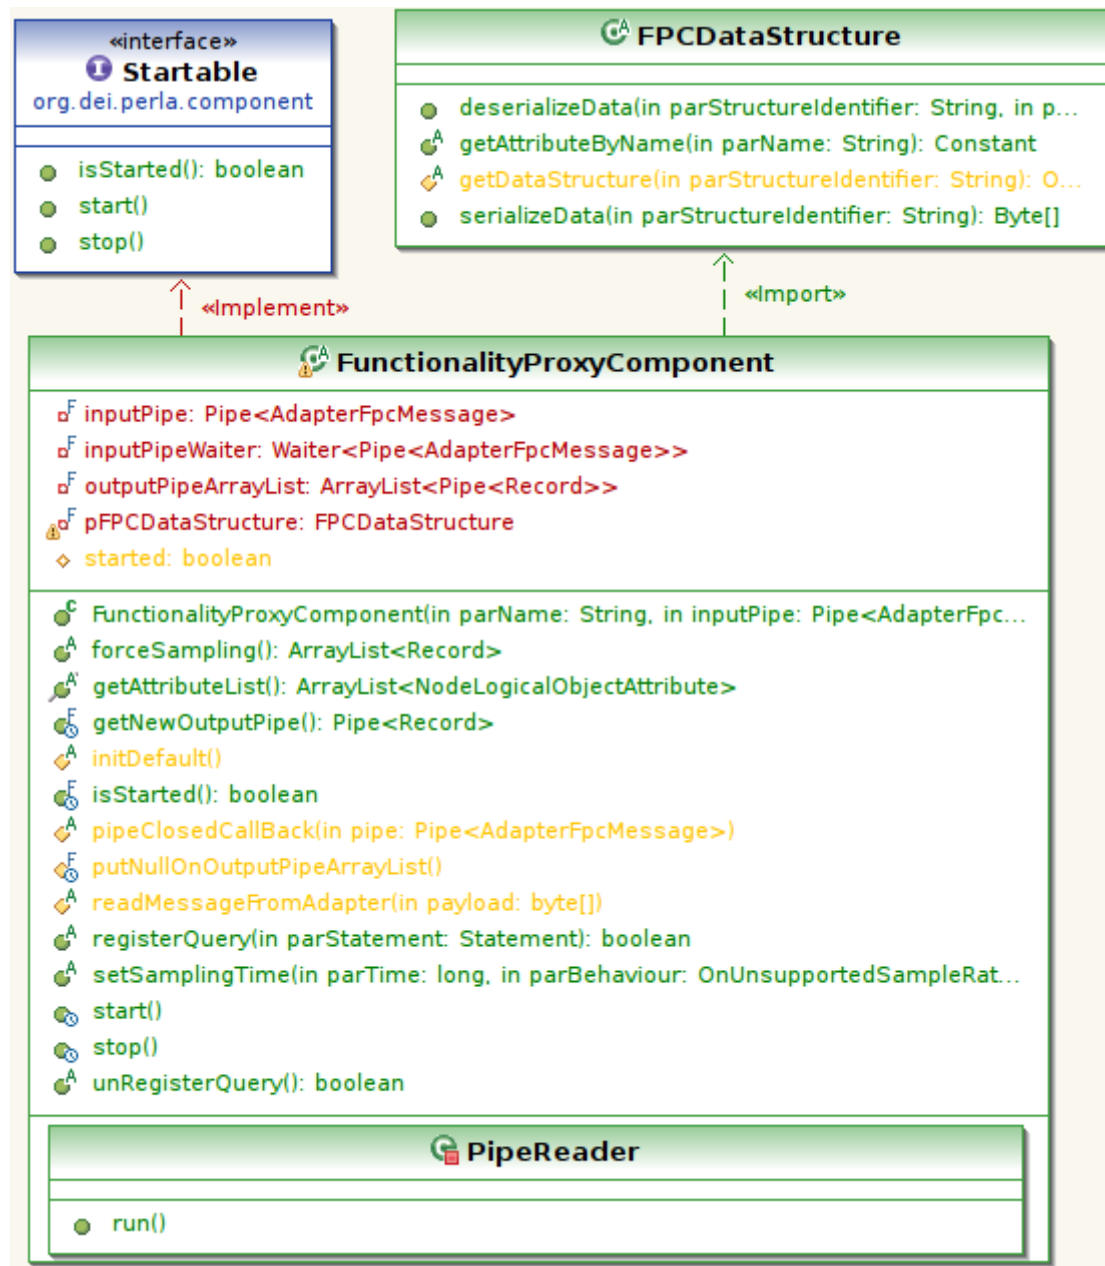 «interface»
Startable
org.dei.perla.component
isStarted(): boolean
start()
stop()
FPCDataStructure
deserializeData(in parStructureIdentifier: String, in p...
getAttributeByName(in parName: String): Constant
getDataStructure(in parStructureIdentifier: String): O...
serializeData(in parStructureIdentifier: String): Byte[]
«Implement»
«Import»
FunctionalityProxyComponent
inputPipe: Pipe<AdapterFpcMessage>
inputPipeWaiter: Waiter<Pipe<AdapterFpcMessage>>
outputPipeArrayList: ArrayList<Pipe<Record>>
pFPCDataStructure: FPCDataStructure
started: boolean
FunctionalityProxyComponent(in parName: String, in inputPipe: Pipe<AdapterFpc...
forceSampling(): ArrayList<Record>
getAttributeList(): ArrayList<NodeLogicalObjectAttribute>
getNewOutputPipe(): Pipe<Record>
initDefault()
isStarted(): boolean
pipeClosedCallBack(in pipe: Pipe<AdapterFpcMessage>)
putNullOnOutputPipeArrayList()
readMessageFromAdapter(in payload: byte[])
registerQuery(in parStatement: Statement): boolean
setSamplingTime(in parTime: long, in parBehaviour: OnUnsupportedSampleRat...
start()
stop()
unRegisterQuery(): boolean
PipeReader
run()